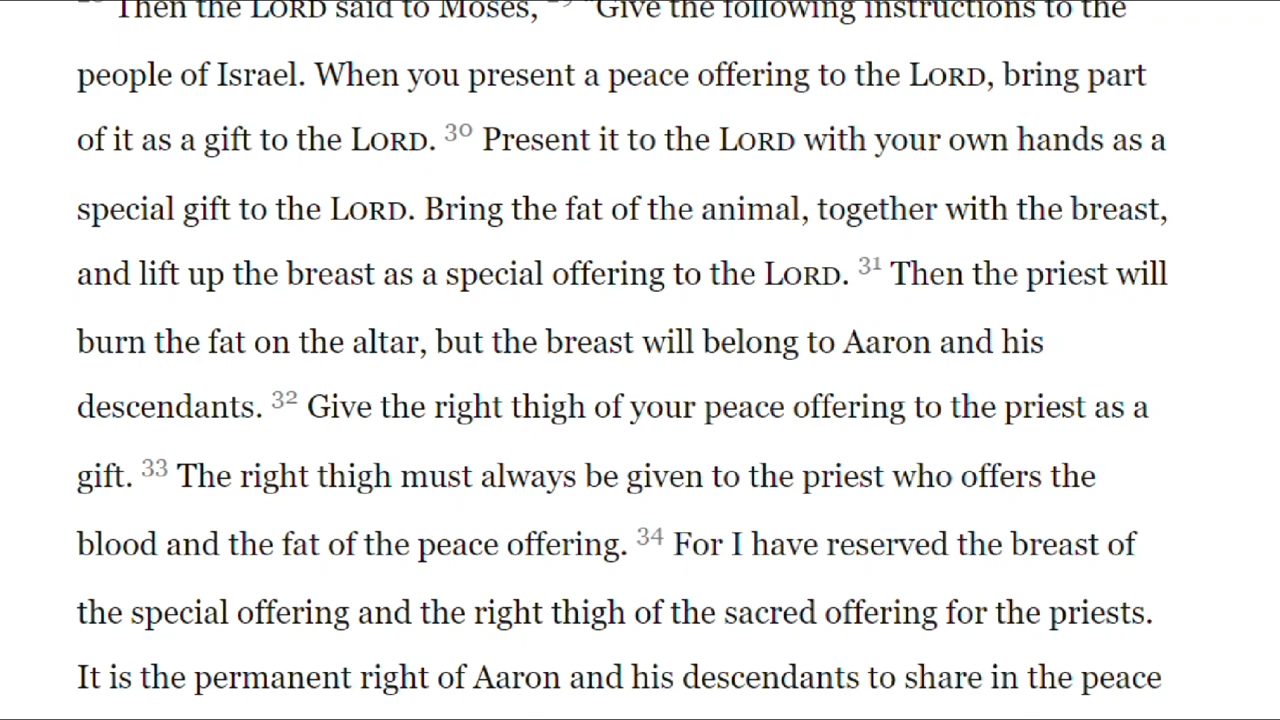 Then the LORD said to Moses, 29 “Give the following instructions to the
people of Israel. When you present a peace offering to the LORD, bring part
of it as a gift to the LORD. 30 Present it to the LORD with your own hands as a
special gift to the LORD. Bring the fat of the animal, together with the breast,
and lift up the breast as a special offering to the LORD. 31 Then the priest will
burn the fat on the altar, but the breast will belong to Aaron and his
descendants. 32 Give the right thigh of your peace offering to the priest as a
gift. 33 The right thigh must always be given to the priest who offers the
blood and the fat of the peace offering. 34 For I have reserved the breast of
the special offering and the right thigh of the sacred offering for the priests.
It is the permanent right of Aaron and his descendants to share in the peace